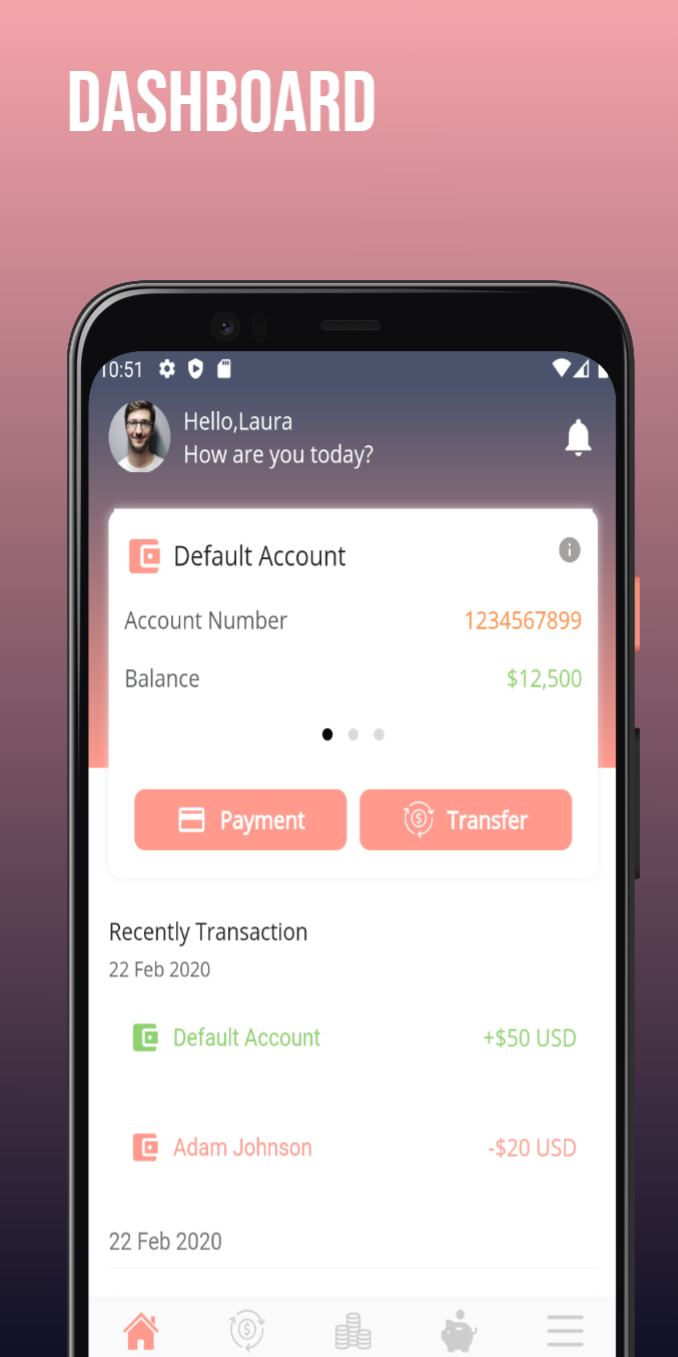 DASHBOARD
10:51
Hello,Laura
How are you today?
Default Account
Account Number 1234567899
Balance $12,500
Payment Transfer
Recently Transaction
22 Feb 2020
Default Account +$50 USD
Adam Johnson -$20 USD
22 Feb 2020